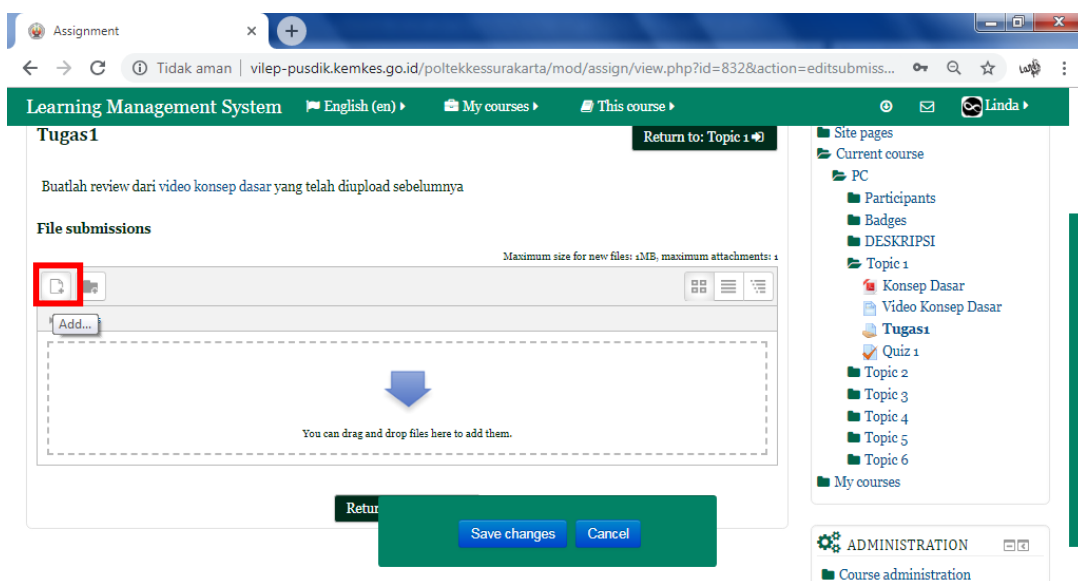 Assignment
Tidak aman | vilep-pusdik.kemkes.go.id/poltekkessurakarta/mod/assign/view.php?id=832&action=editsubmiss...
Learning Management System English (en) My courses This course Linda
Tugas1
Return to: Topic 1
Buatlah review dari video konsep dasar yang telah diupload sebelumnya
File submissions
Maximum size for new files: 1MB, maximum attachments: 1
Add...
You can drag and drop files here to add them.
Save changes Cancel
Site pages
Current course
PC
Participants
Badges
DESKRIPSI
Topic 1
Konsep Dasar
Video Konsep Dasar
Tugas1
Quiz 1
Topic 2
Topic 3
Topic 4
Topic 5
Topic 6
My courses
ADMINISTRATION
Course administration